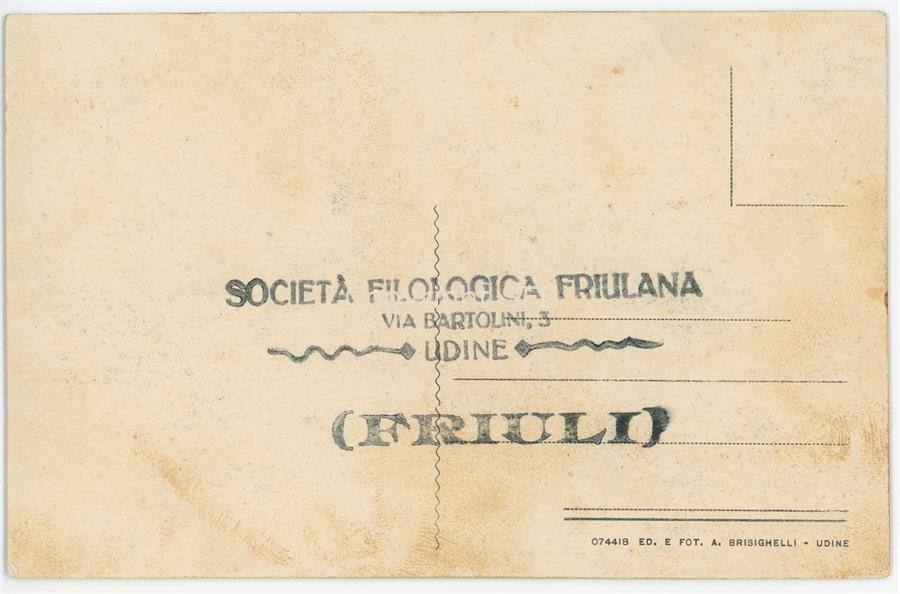 SOCIETÀ FILOLOGICA FRIULANA
VIA BARTOLINI, 3
UDINE
(FRIULI)
074418 ED. E FOT. A. BRISIGHELLI - UDINE